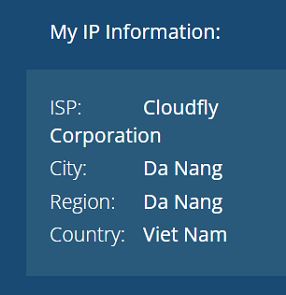 My IP Information:
ISP: Cloudfly
Corporation
City: Da Nang
Region: Da Nang
Country: Viet Nam